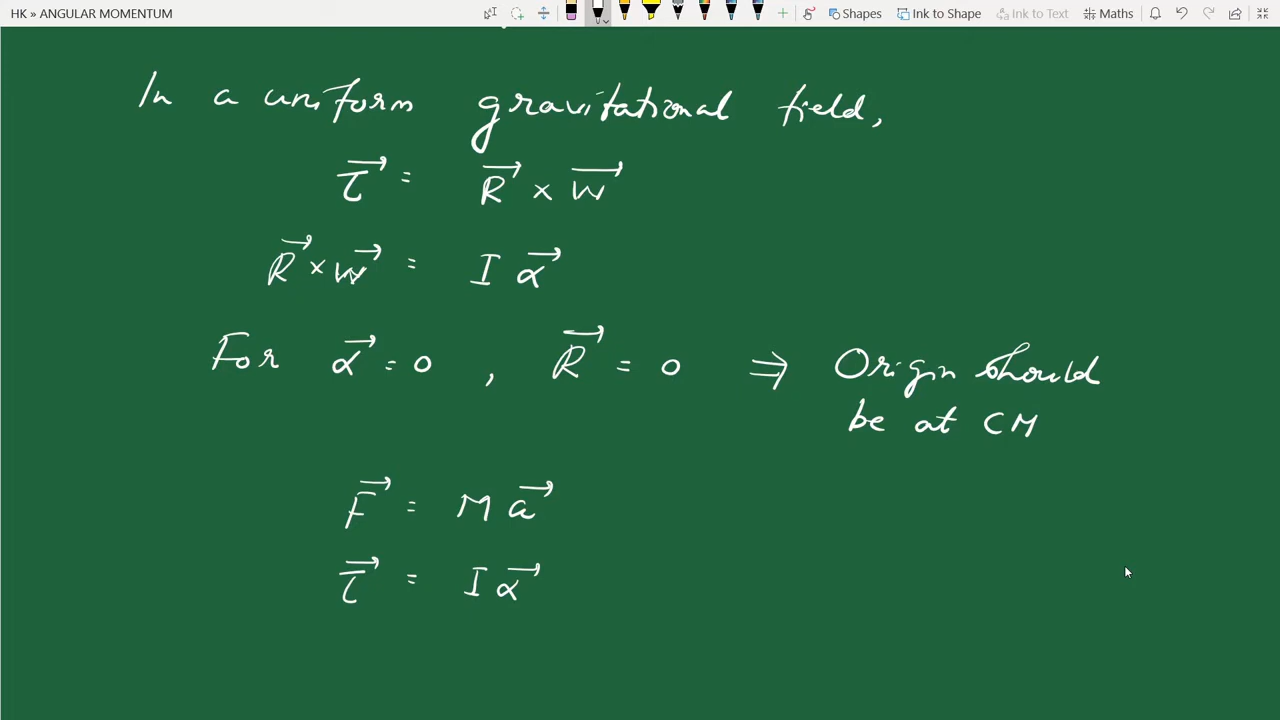 HK » ANGULAR MOMENTUM
Shapes Ink to Shape Ink to Text Maths
In a uniform gravitational field,
τ⃗ = R⃗ × W⃗
R⃗ × W⃗ = I α⃗
For α⃗ = 0 , R⃗ = 0 ⇒ Origin should
be at CM
F⃗ = M a⃗
τ⃗ = I α⃗